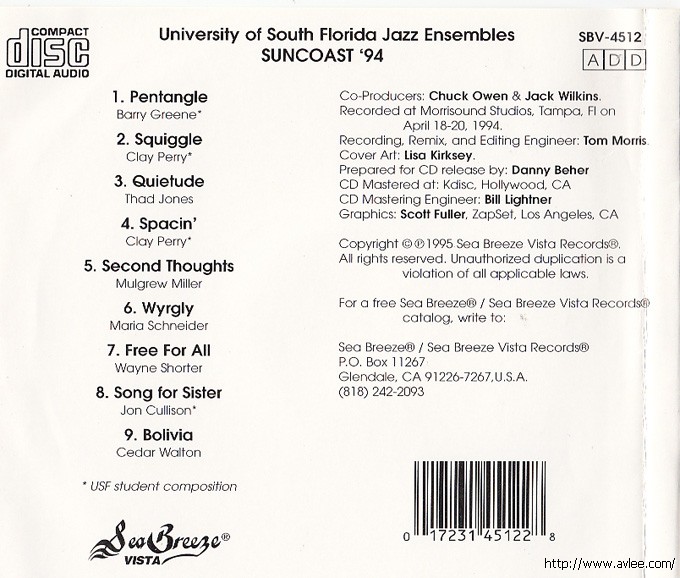 COMPACT
disc
DIGITAL AUDIO
University of South Florida Jazz Ensembles
SUNCOAST ‘94
SBV-4512
A D D
1. Pentangle
Barry Greene*
2. Squiggle
Clay Perry*
3. Quietude
Thad Jones
4. Spacin’
Clay Perry*
5. Second Thoughts
Mulgrew Miller
6. Wyrgly
Maria Schneider
7. Free For All
Wayne Shorter
8. Song for Sister
Jon Cullison*
9. Bolivia
Cedar Walton
* USF student composition
Sea Breeze®
VISTA
Co-Producers: Chuck Owen & Jack Wilkins.
Recorded at Morrisound Studios, Tampa, Fl on
April 18-20, 1994.
Recording, Remix, and Editing Engineer: Tom Morris.
Cover Art: Lisa Kirksey.
Prepared for CD release by: Danny Beher
CD Mastered at: Kdisc, Hollywood, CA
CD Mastering Engineer: Bill Lightner
Graphics: Scott Fuller, ZapSet, Los Angeles, CA
Copyright ©℗1995 Sea Breeze Vista Records®.
All rights reserved. Unauthorized duplication is a
violation of all applicable laws.
For a free Sea Breeze® / Sea Breeze Vista Records®
catalog, write to:
Sea Breeze® / Sea Breeze Vista Records®
P.O. Box 11267
Glendale, CA 91226-7267,U.S.A.
(818) 242-2093
0 17231 45122 8
http://www.avlee.com/